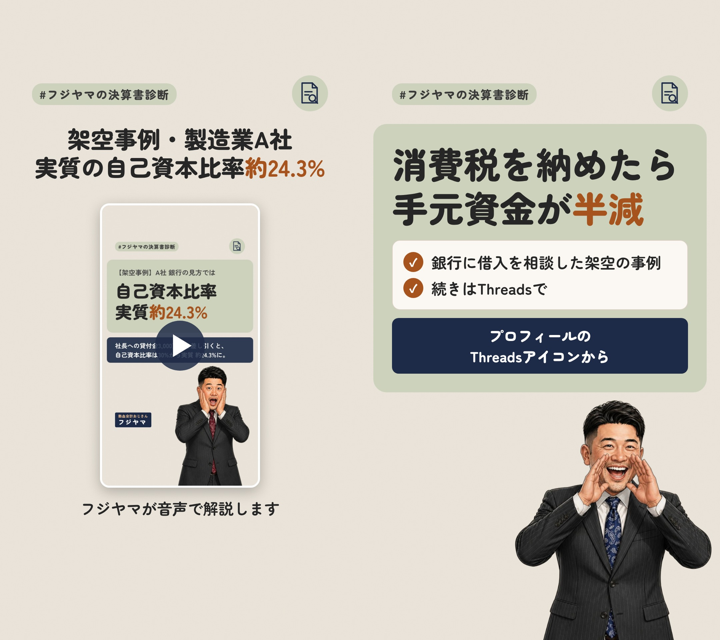 #フジヤマの決算書診断
架空事例・製造業A社
実質の自己資本比率約24.3%
#フジヤマの決算書診断
【架空事例】A社 銀行の見方では
自己資本比率
実質約24.3%
社長への貸付金 引くと、
自己資本比率は 24.3%に。
フジヤマ
フジヤマが音声で解説します
#フジヤマの決算書診断
消費税を納めたら
手元資金が半減
銀行に借入を相談した架空の事例
続きはThreadsで
プロフィールの
Threadsアイコンから